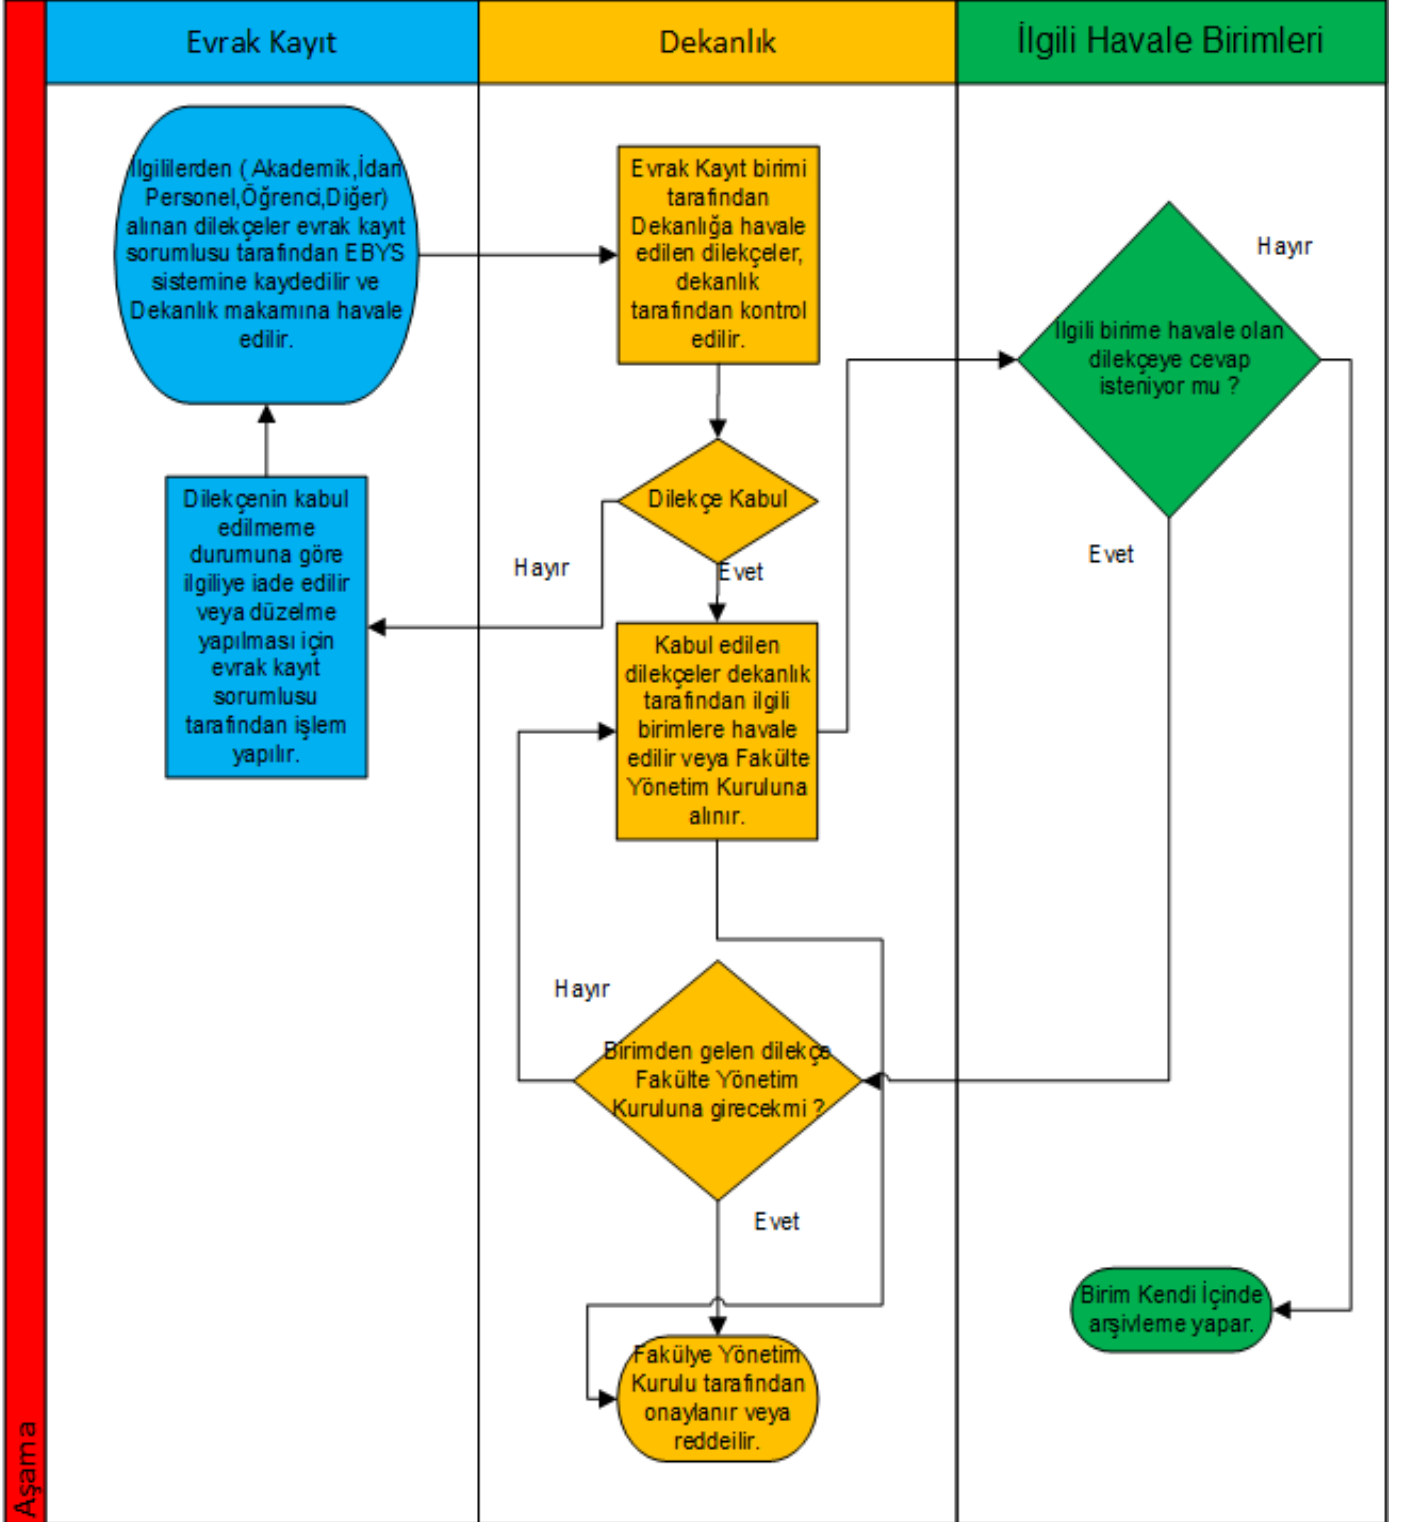 Evrak Kayıt
Dekanlık
İlgili Havale Birimleri
İlgililerden ( Akademik,İdari
Personel,Öğrenci,Diğer)
alınan dilekçeler evrak kayıt
sorumlusu tarafından EBYS
sistemine kaydedilir ve
Dekanlık makamına havale
edilir.
Evrak Kayıt birimi
tarafından
Dekanlığa havale
edilen dilekçeler,
dekanlık
tarafından kontrol
edilir.
Hayır
İlgili birime havale olan
dilekçeye cevap
isteniyor mu ?
Evet
Dilekçe Kabul
Hayır
Evet
Dilekçenin kabul
edilmeme
durumuna göre
ilgiliye iade edilir
veya düzelme
yapılması için
evrak kayıt
sorumlusu
tarafından işlem
yapılır.
Kabul edilen
dilekçeler dekanlık
tarafından ilgili
birimlere havale
edilir veya Fakülte
Yönetim Kuruluna
alınır.
Hayır
Birimden gelen dilekçe
Fakülte Yönetim
Kuruluna girecekmi ?
Evet
Birim Kendi İçinde
arşivleme yapar.
Fakülye Yönetim
Kurulu tarafından
onaylanır veya
reddeilir.
Aşama